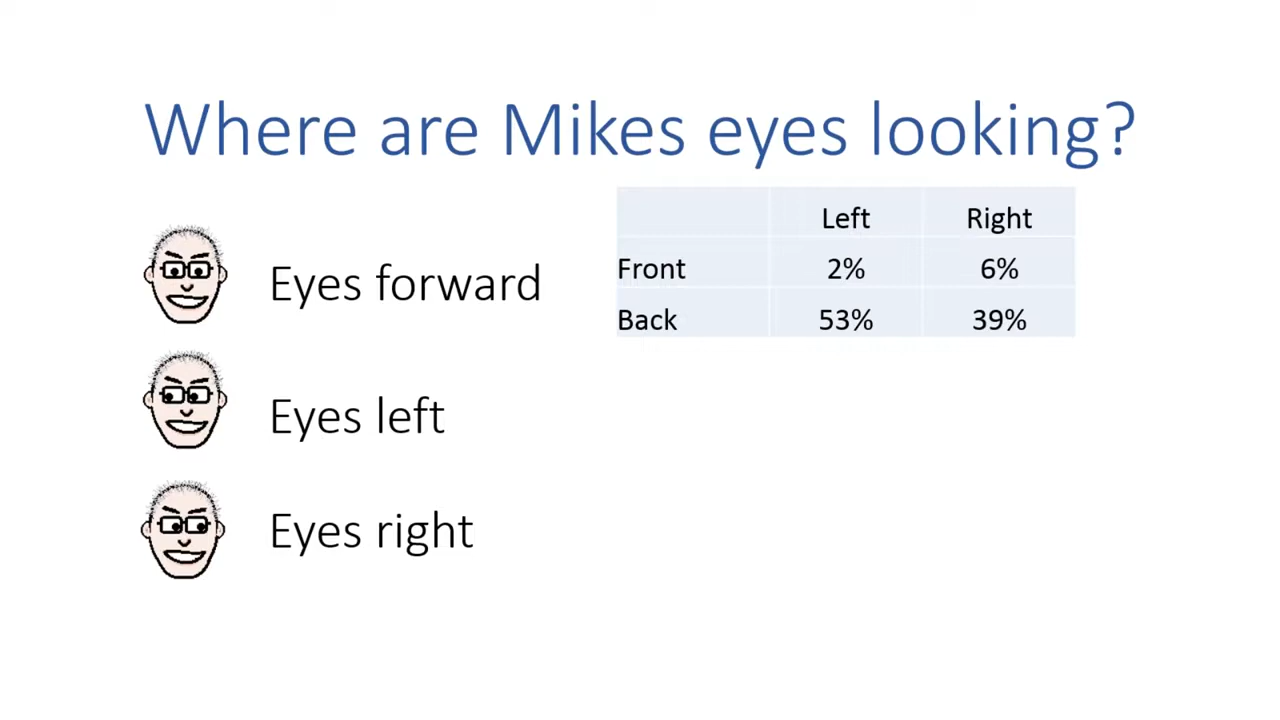 Where are Mikes eyes looking?
Left Right
Front 2% 6%
Back 53% 39%
Eyes forward
Eyes left
Eyes right